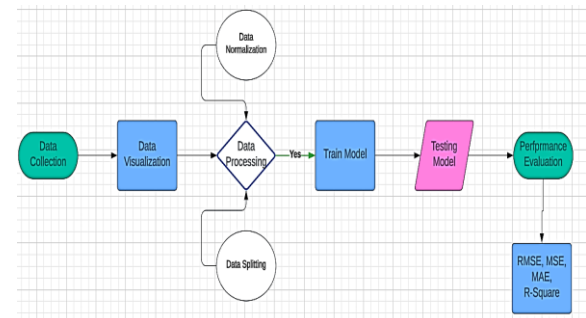 Data
Normalization
Data
Collection
Data
Visualization
Data
Processing
Yes
Train Model
Testing
Model
Perfprmance
Evaluation
Data Splitting
RMSE, MSE,
MAE,
R-Square